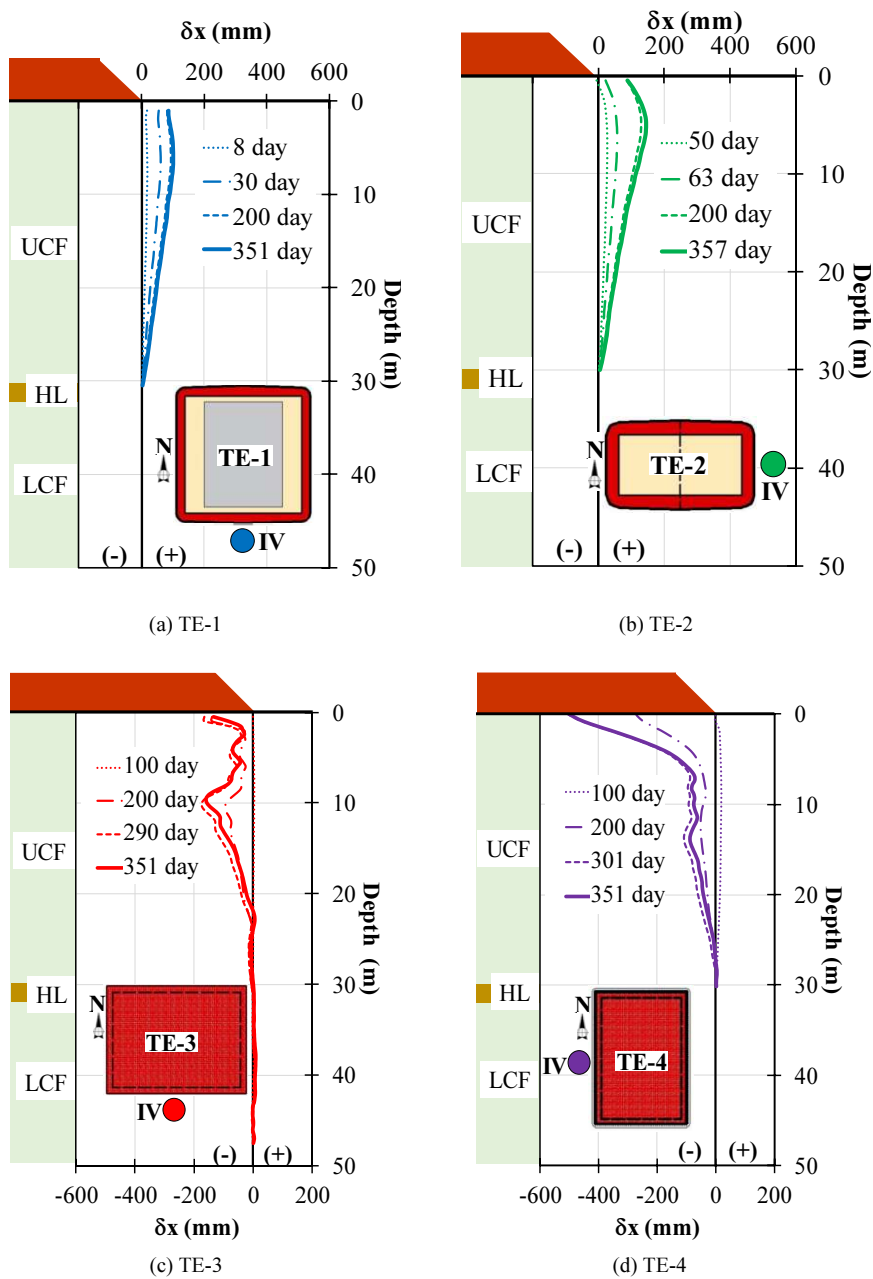 δx (mm)
0 200 400 600
0
10
20
30
40
50
Depth (m)
8 day
30 day
200 day
351 day
UCF
HL
LCF
N
TE-1
IV
(-) (+)
(a) TE-1
δx (mm)
0 200 400 600
0
10
20
30
40
50
Depth (m)
50 day
63 day
200 day
357 day
UCF
HL
LCF
N
TE-2
IV
(-) (+)
(b) TE-2
0
10
20
30
40
50
Depth (m)
100 day
200 day
290 day
351 day
UCF
HL
LCF
N
TE-3
IV
(-) (+)
-600 -400 -200 0 200
δx (mm)
(c) TE-3
0
10
20
30
40
50
Depth (m)
100 day
200 day
301 day
351 day
UCF
HL
LCF
N
TE-4
IV
(-) (+)
-600 -400 -200 0 200
δx (mm)
(d) TE-4